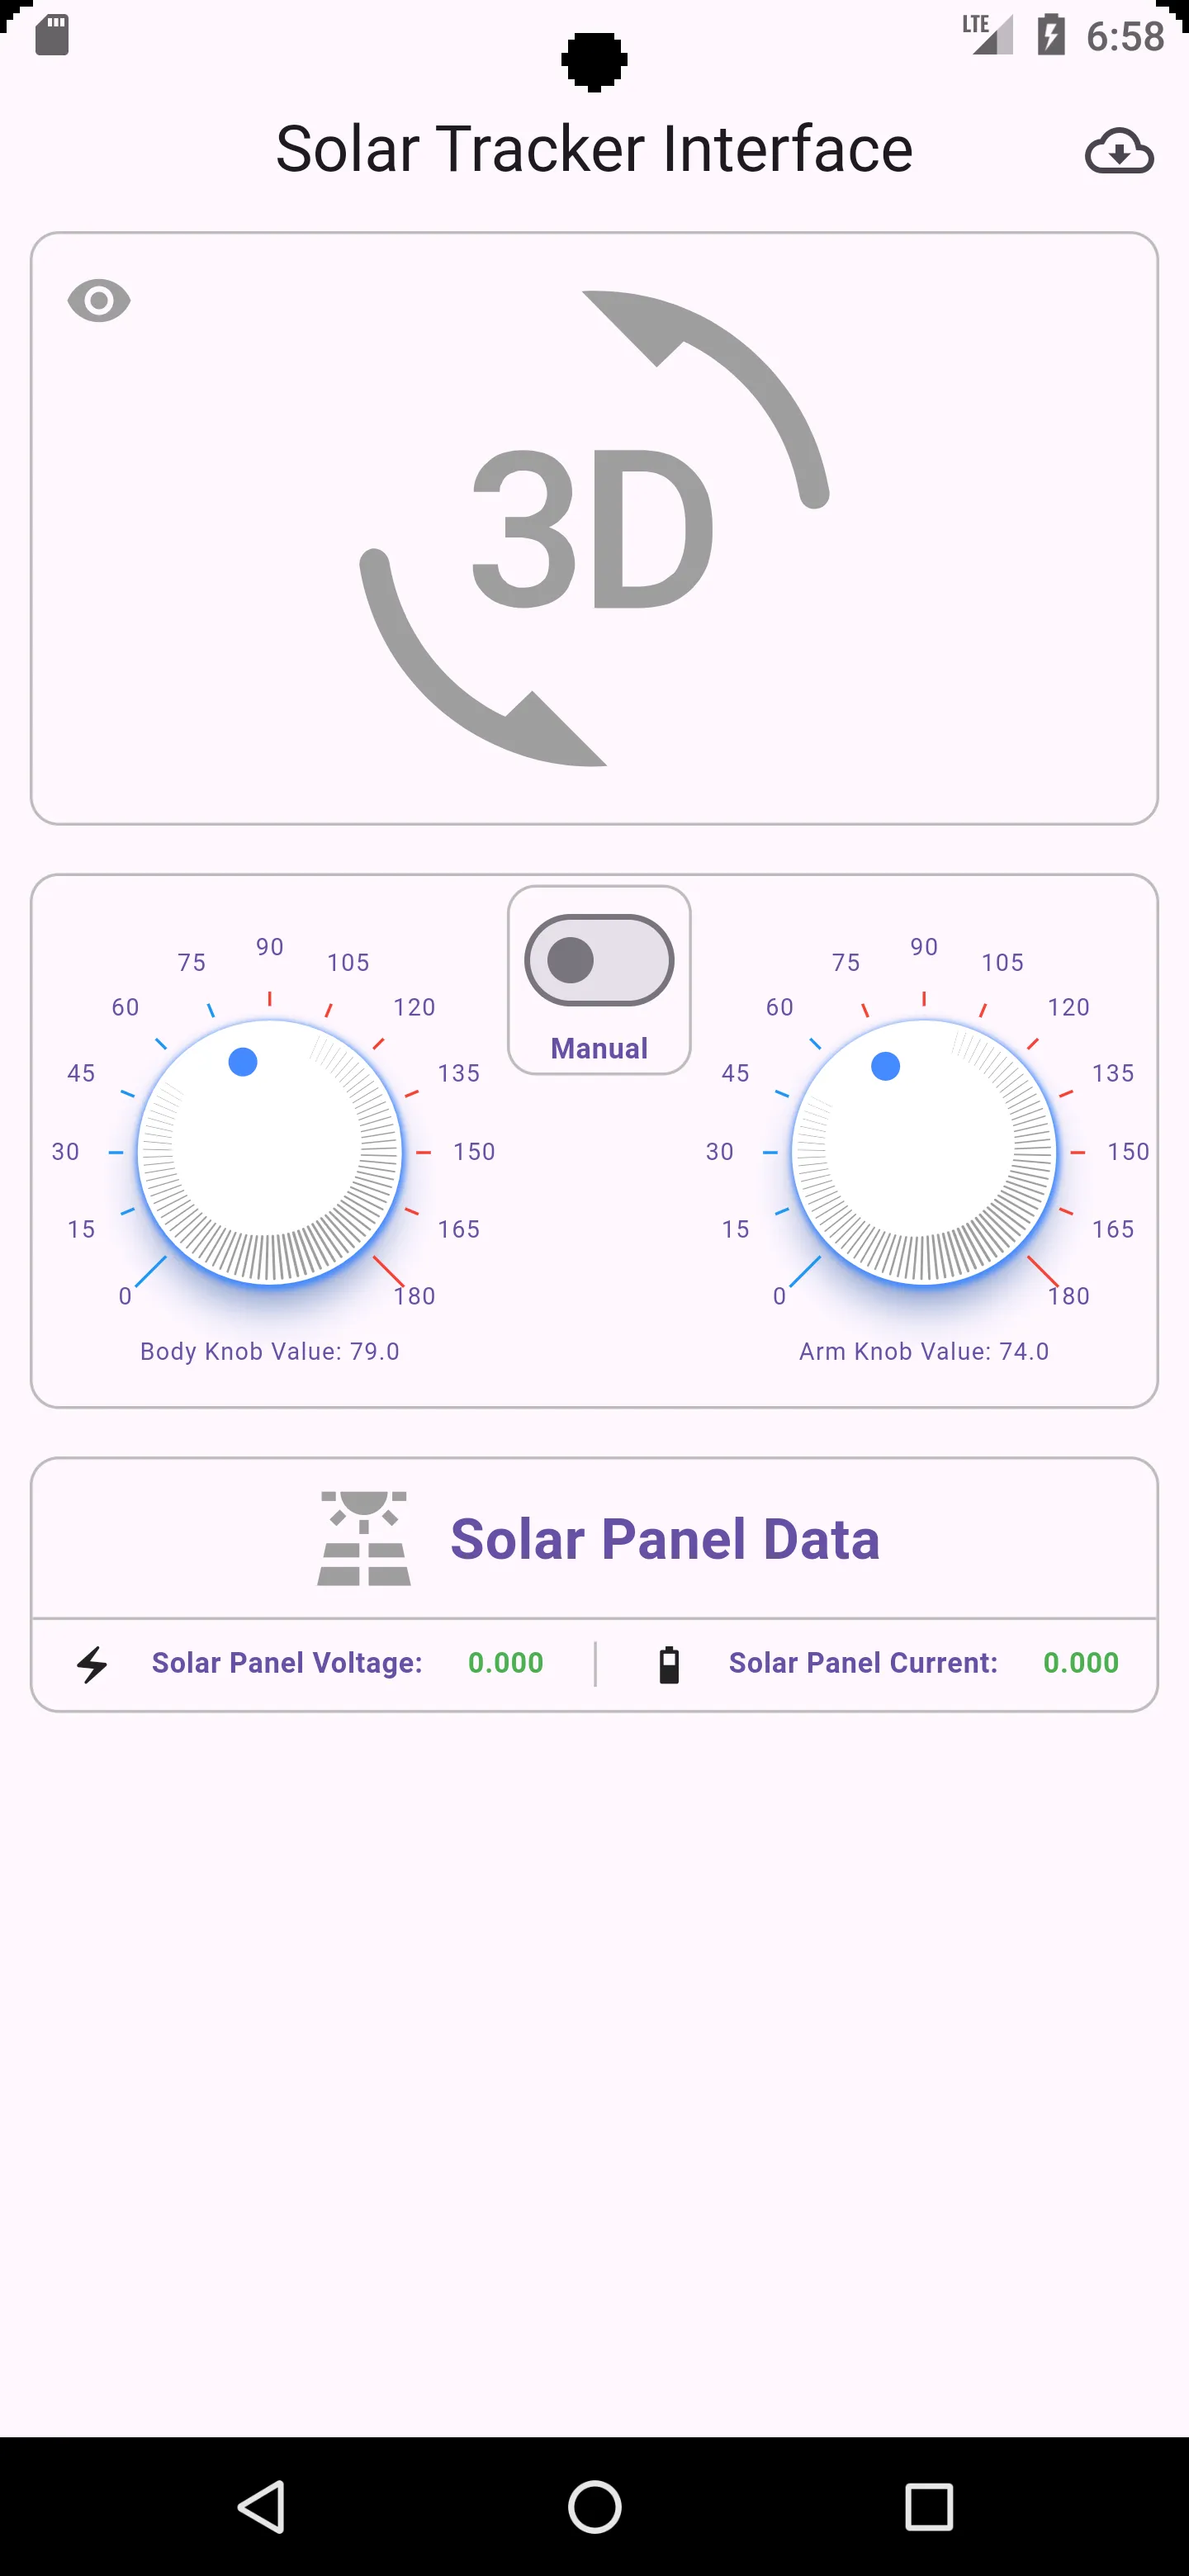 LTE 6:58
Solar Tracker Interface
3D
Manual
0 15 30 45 60 75 90 105 120 135 150 165 180
Body Knob Value: 79.0
0 15 30 45 60 75 90 105 120 135 150 165 180
Arm Knob Value: 74.0
Solar Panel Data
Solar Panel Voltage: 0.000
Solar Panel Current: 0.000